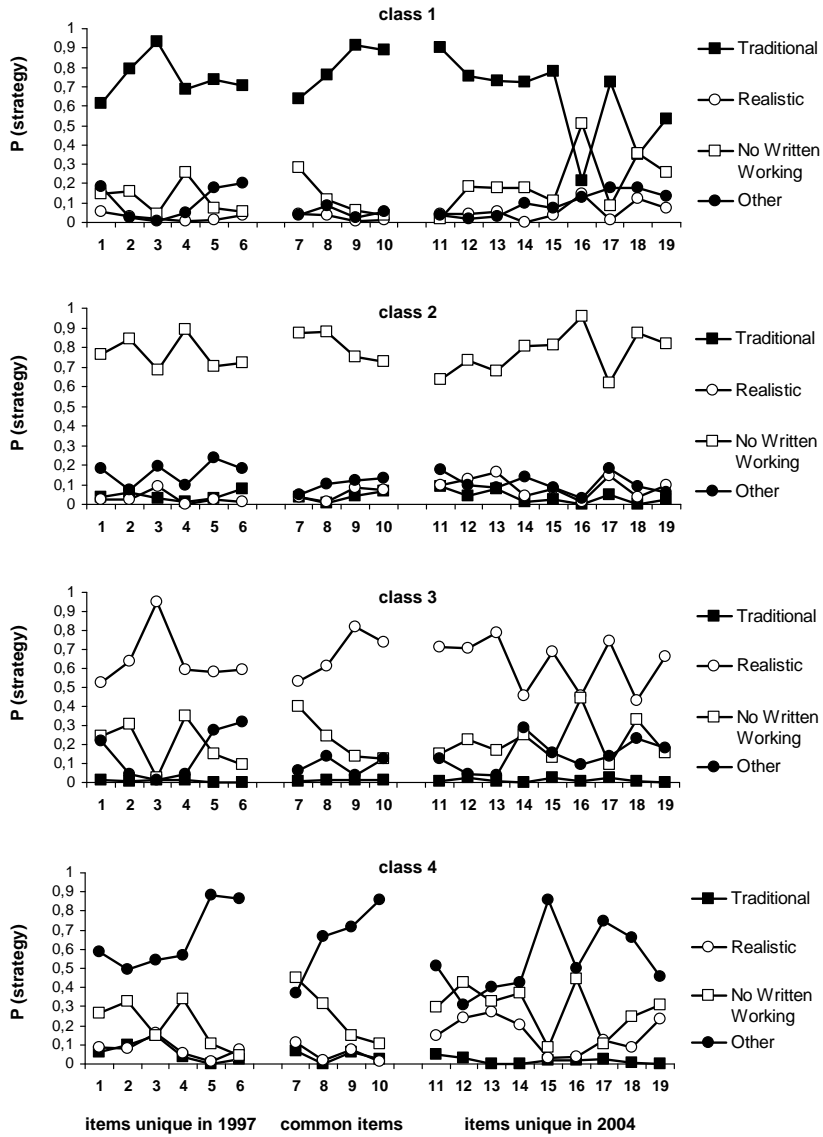 class 1
P (strategy)
1
0,9
0,8
0,7
0,6
0,5
0,4
0,3
0,2
0,1
0
1 2 3 4 5 6 7 8 9 10 11 12 13 14 15 16 17 18 19
Traditional
Realistic
No Written
Working
Other
class 2
P (strategy)
1
0,9
0,8
0,7
0,6
0,5
0,4
0,3
0,2
0,1
0
1 2 3 4 5 6 7 8 9 10 11 12 13 14 15 16 17 18 19
Traditional
Realistic
No Written
Working
Other
class 3
P (strategy)
1
0,9
0,8
0,7
0,6
0,5
0,4
0,3
0,2
0,1
0
1 2 3 4 5 6 7 8 9 10 11 12 13 14 15 16 17 18 19
Traditional
Realistic
No Written
Working
Other
class 4
P (strategy)
1
0,9
0,8
0,7
0,6
0,5
0,4
0,3
0,2
0,1
0
1 2 3 4 5 6 7 8 9 10 11 12 13 14 15 16 17 18 19
Traditional
Realistic
No Written
Working
Other
items unique in 1997 common items items unique in 2004